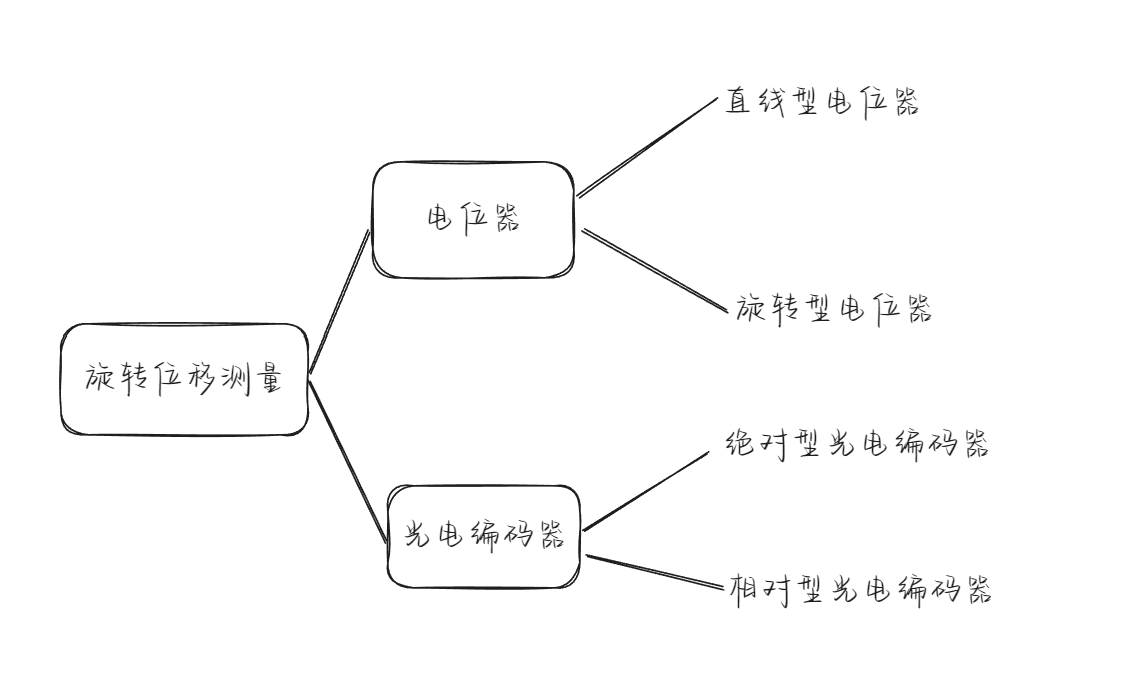 直线型电位器
电位器
旋转型电位器
旋转位移测量
绝对型光电编码器
光电编码器
相对型光电编码器